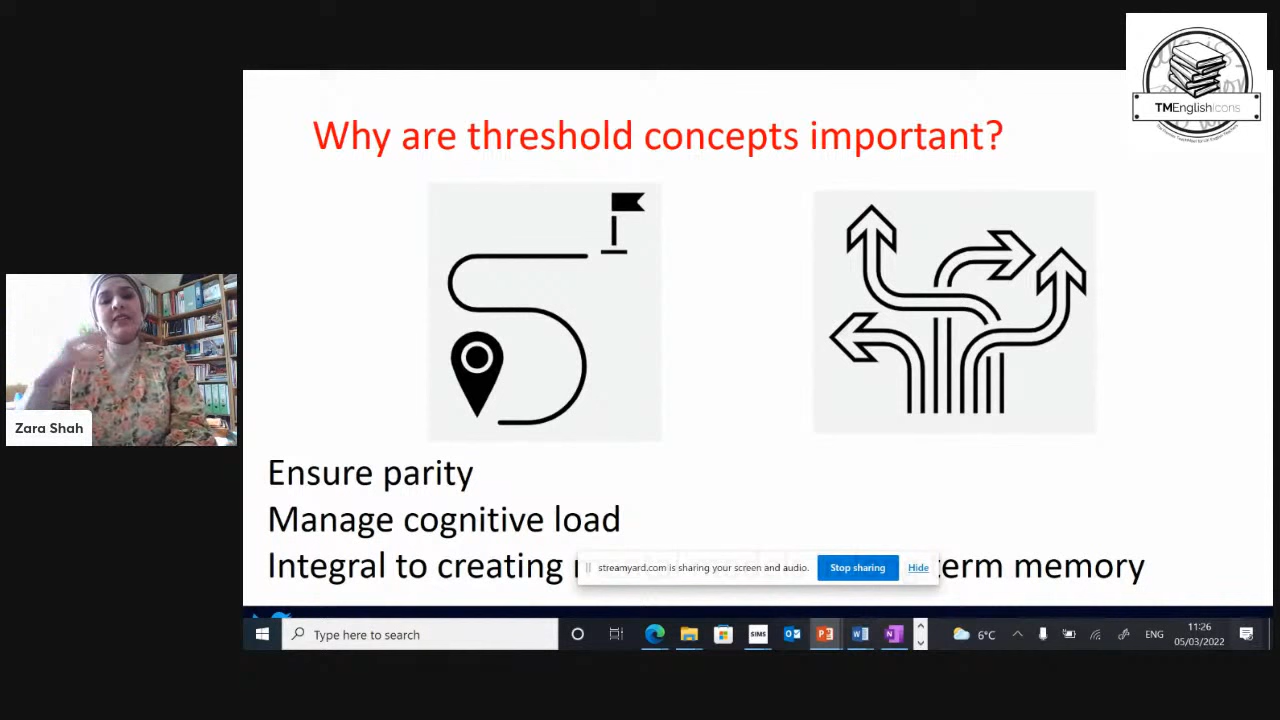 TMEnglishicons
Why are threshold concepts important?
Zara Shah
Ensure parity
Manage cognitive load
Integral to creating
term memory
streamyard.com is sharing your screen and audio.
Stop sharing
Hide
Type here to search
SIMS
6°C
ENG
11:26
05/03/2022